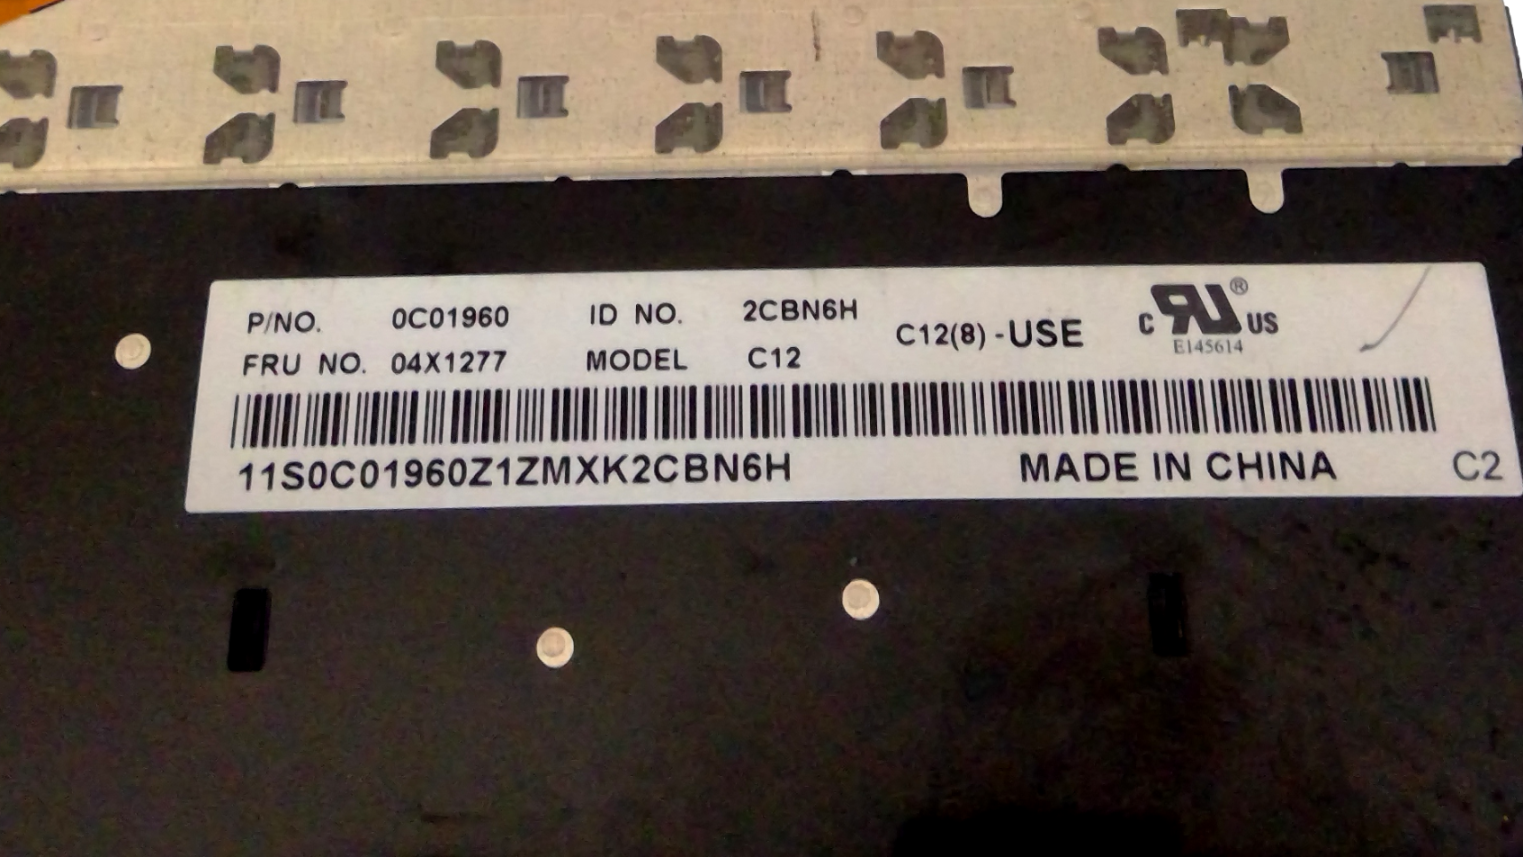 P/NO. 0C01960 ID NO. 2CBN6H
FRU NO. 04X1277 MODEL C12
C12(8) -USE
C RU ® US
E145614
11S0C01960Z1ZMXK2CBN6H MADE IN CHINA C2